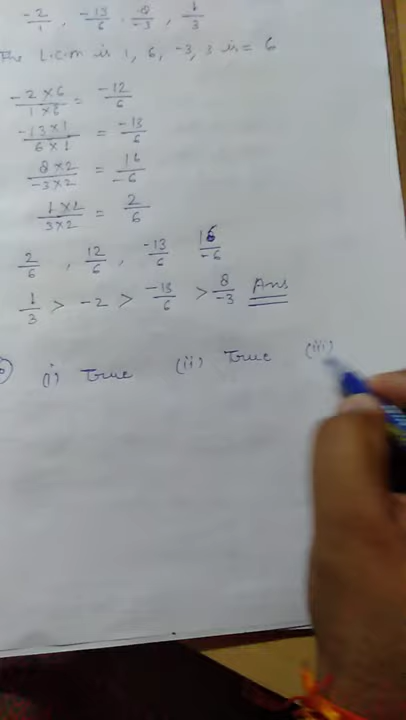 -2/1 , -13/6 , 8/-3 , 1/3
The L.C.M is 1, 6, -3, 3 is = 6
-2×6/1×6 = -12/6
-13×1/6×1 = -13/6
8×2/-3×2 = 16/-6
1×1/3×2 = 2/6
2/6 , 12/6 , -13/6 16/-6
1/3 > -2 > -13/6 > 8/-3 Ans
(i) True (ii) True (iii)